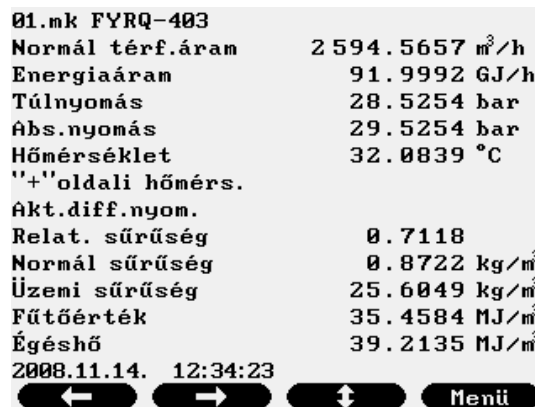 01.mk FYRQ-403
Normál térf.áram 2 594.5657 m³/h
Energiaáram 91.9992 GJ/h
Túlnyomás 28.5254 bar
Abs.nyomás 29.5254 bar
Hőmérséklet 32.0839 °C
"+"oldali hőmérs.
Akt.diff.nyom.
Relat. sűrűség 0.7118
Normál sűrűség 0.8722 kg/m³
Üzemi sűrűség 25.6049 kg/m³
Fűtőérték 35.4584 MJ/m³
Égéshő 39.2135 MJ/m³
2008.11.14. 12:34:23
← → ↕ Menü